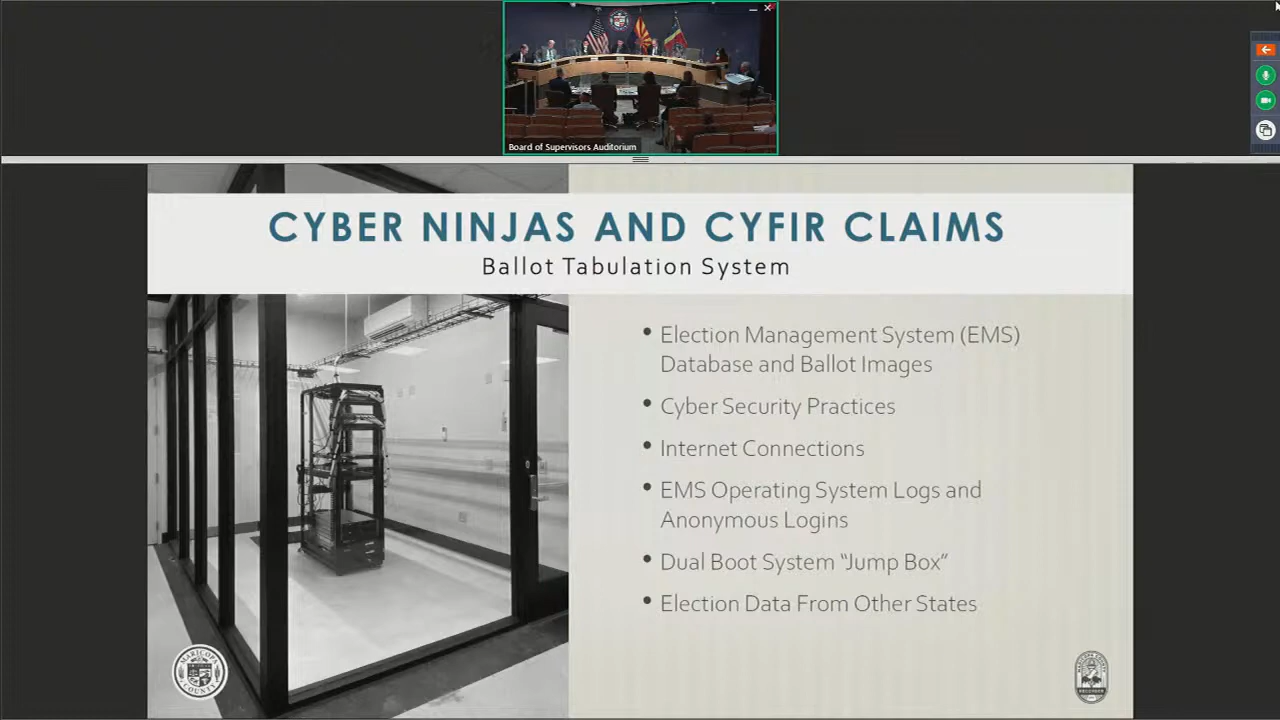 Board of Supervisors Auditorium
CYBER NINJAS AND CYFIR CLAIMS
Ballot Tabulation System
• Election Management System (EMS)
Database and Ballot Images
• Cyber Security Practices
• Internet Connections
• EMS Operating System Logs and
Anonymous Logins
• Dual Boot System “Jump Box”
• Election Data From Other States
MARICOPA
COUNTY